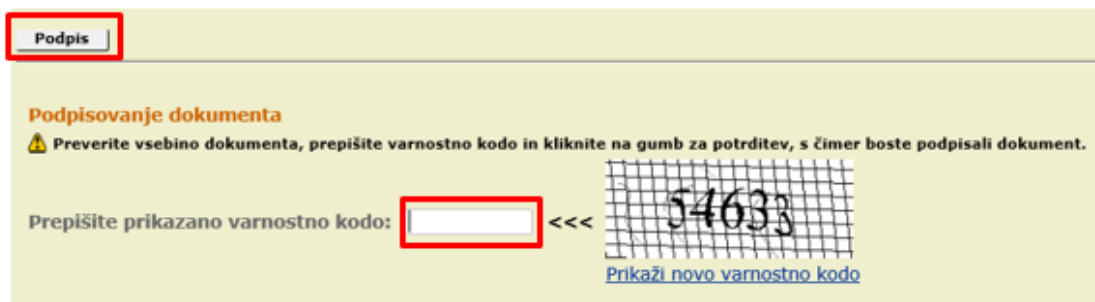 Podpis
Podpisovanje dokumenta
Preverite vsebino dokumenta, prepišite varnostno kodo in kliknite na gumb za potrditev, s čimer boste podpisali dokument.
Prepišite prikazano varnostno kodo: <<< 54633
Prikaži novo varnostno kodo